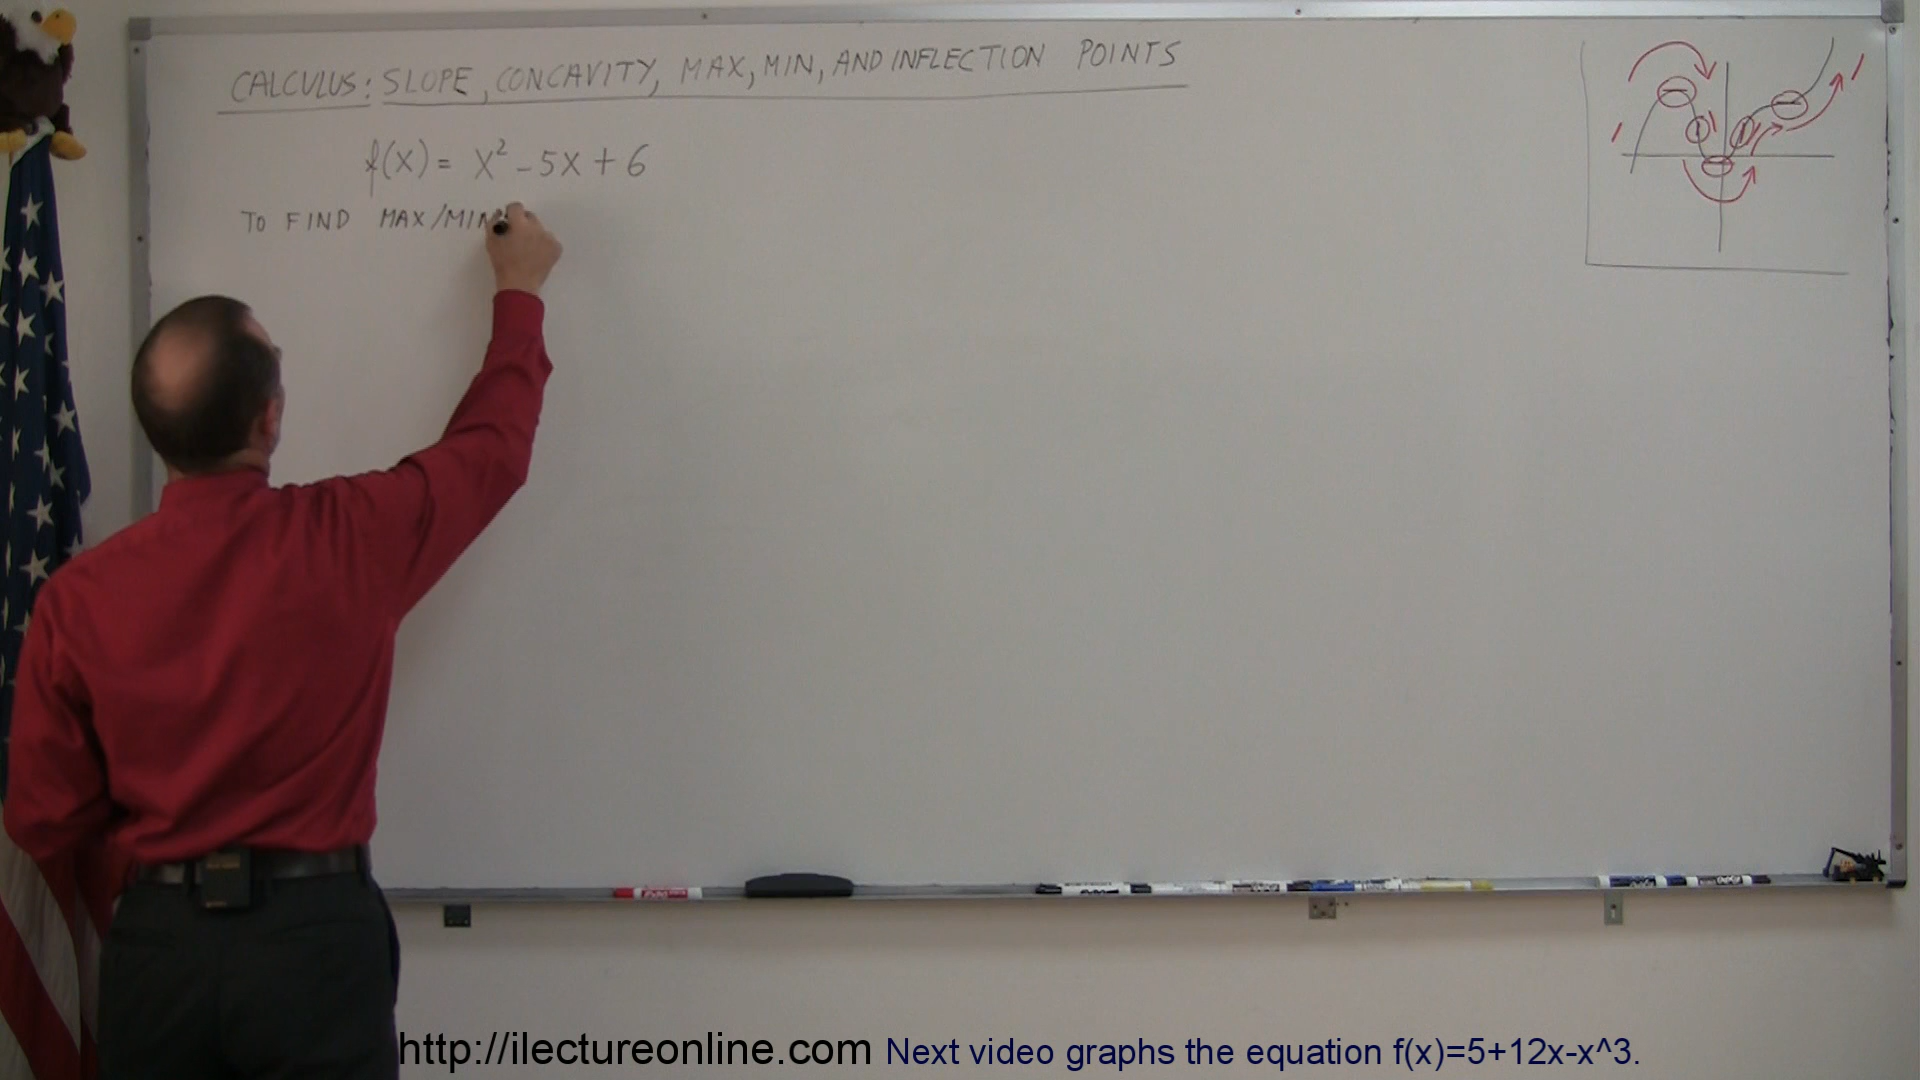 CALCULUS: SLOPE, CONCAVITY, MAX, MIN, AND INFLECTION POINTS
f(x) = x² - 5x + 6
TO FIND MAX/MIN
http://ilectureonline.com Next video graphs the equation f(x)=5+12x-x^3.